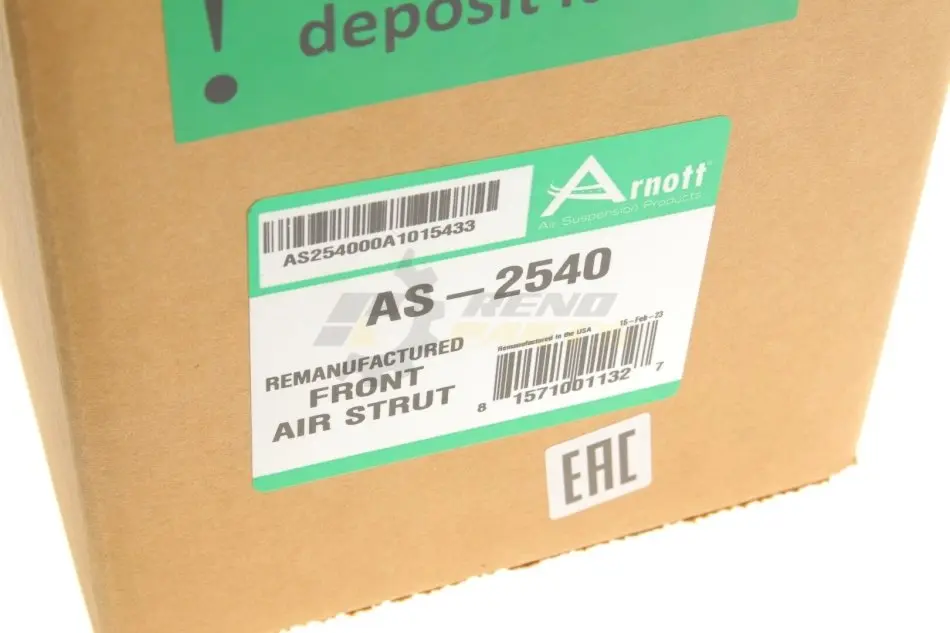 !
deposit
Arnott
Air Suspension Products
AS254000A1015433
AS-2540
RENO
REMANUFACTURED
FRONT
AIR STRUT
Remanufactured in the USA
15-Feb-23
8 1571001132 7
EAC